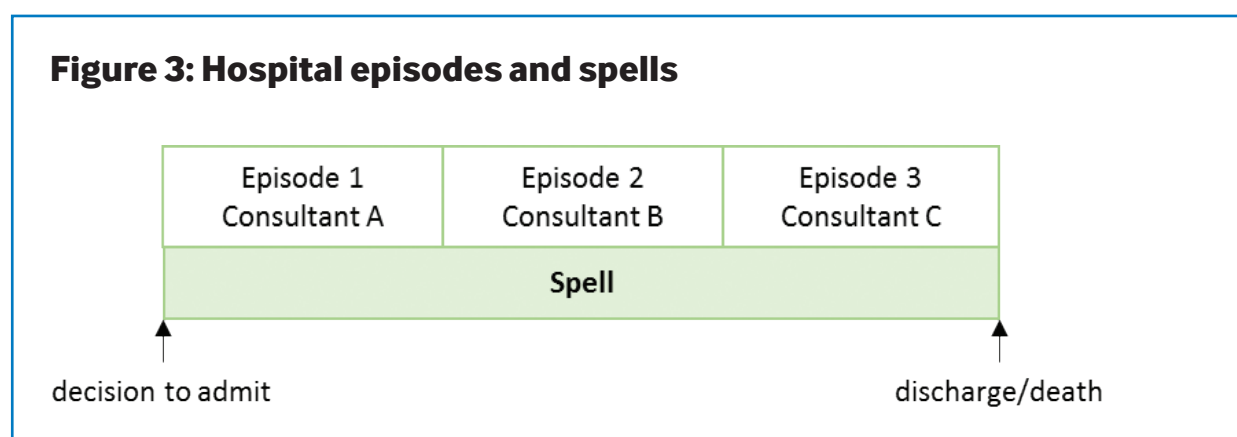 Figure 3: Hospital episodes and spells
Episode 1
Consultant A
Episode 2
Consultant B
Episode 3
Consultant C
Spell
decision to admit
discharge/death